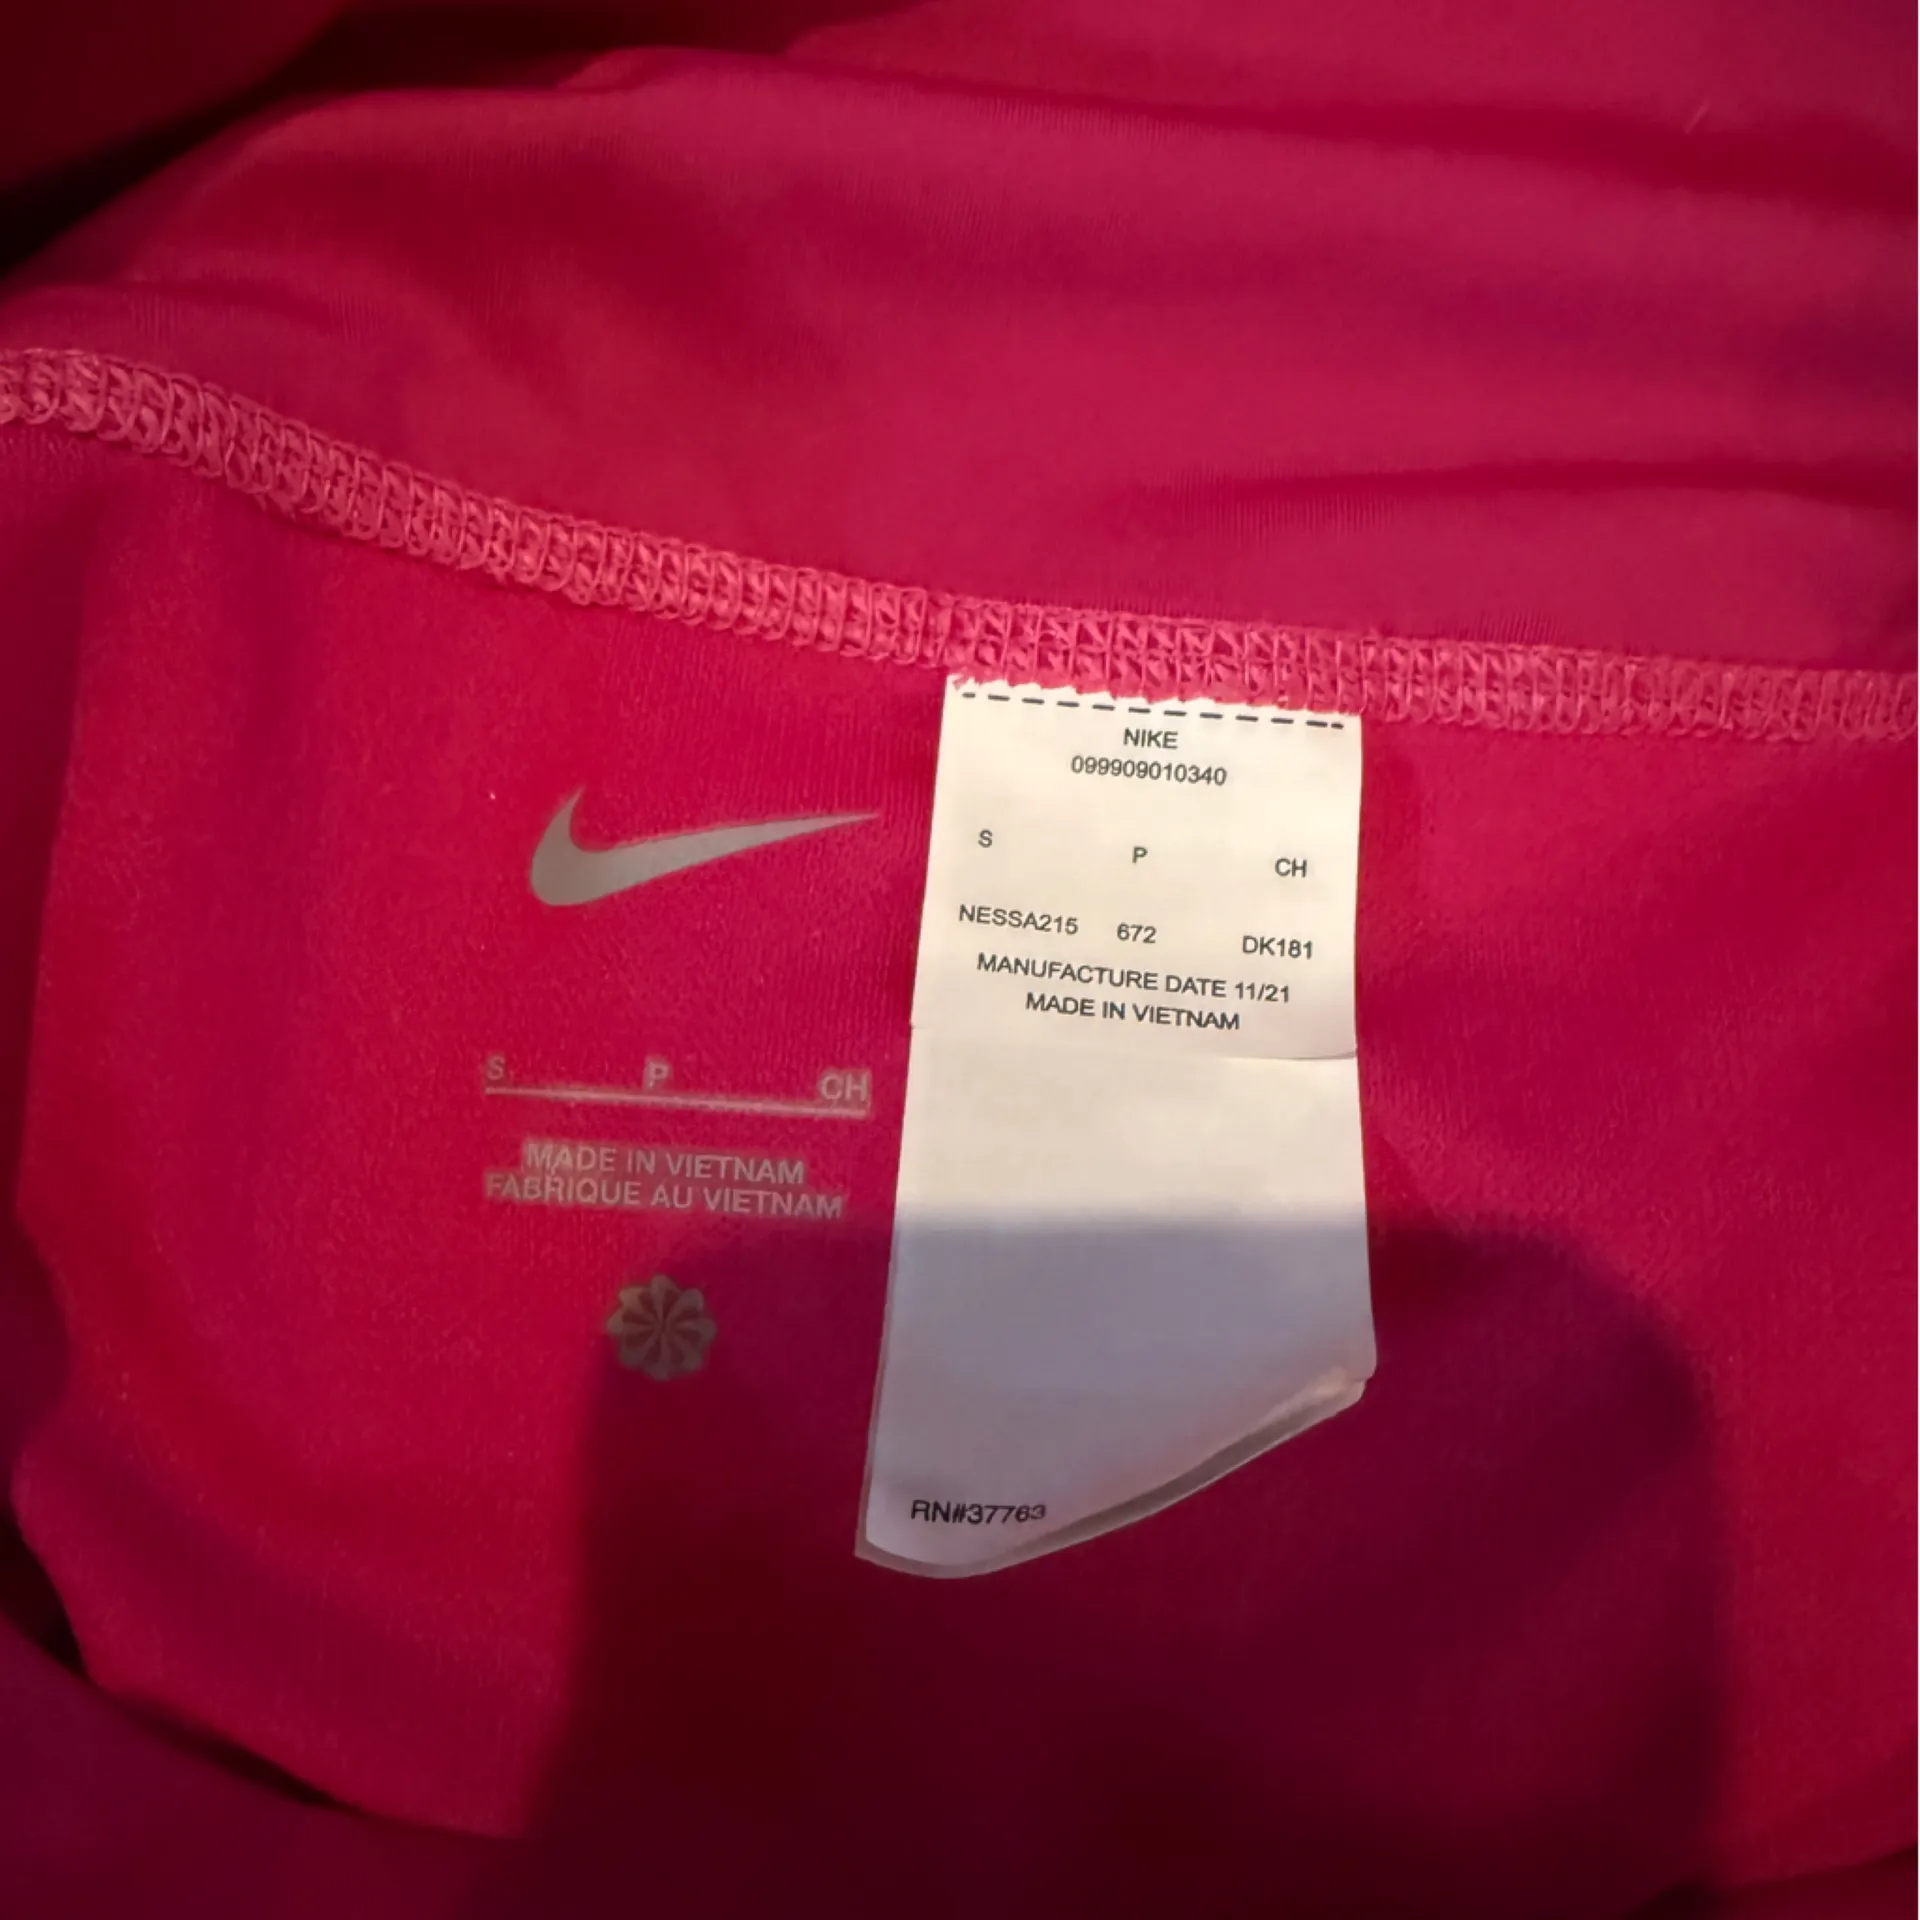 NIKE
099909010340
S P CH
NESSA215 672 DK181
MANUFACTURE DATE 11/21
MADE IN VIETNAM
S P CH
MADE IN VIETNAM
FABRIQUE AU VIETNAM
RN#37763